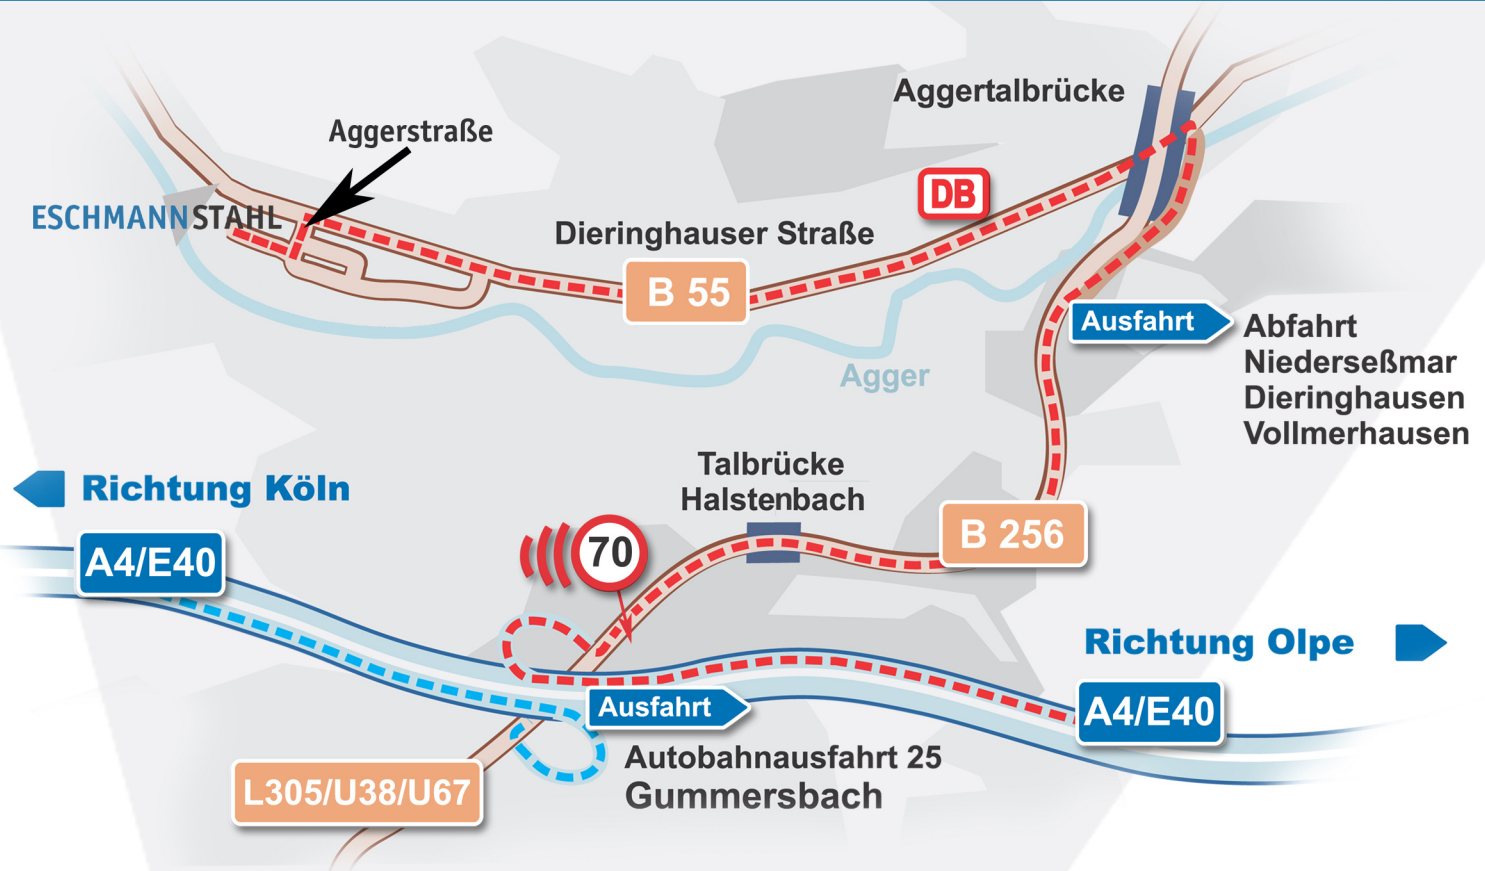 Aggertalbrücke
Aggerstraße
DB
ESCHMANNSTAHL
Dieringhauser Straße
B 55
Ausfahrt
Abfahrt
Niederseßmar
Dieringhausen
Vollmerhausen
Agger
Talbrücke
Halstenbach
Richtung Köln
A4/E40
70
B 256
Richtung Olpe
A4/E40
Ausfahrt
Autobahnausfahrt 25
Gummersbach
L305/U38/U67